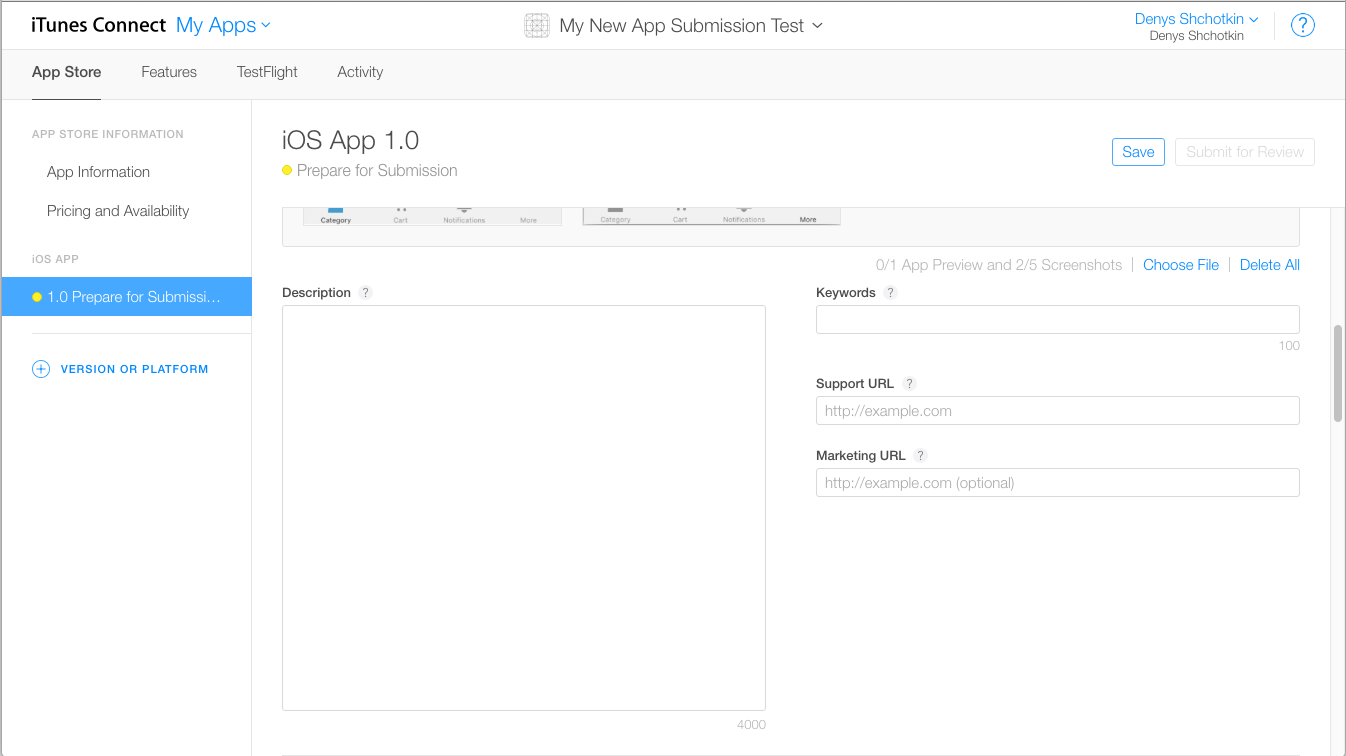 iTunes Connect My Apps
My New App Submission Test
Denys Shchotkin
Denys Shchotkin
?
App Store Features TestFlight Activity
APP STORE INFORMATION
App Information
Pricing and Availability
iOS APP
1.0 Prepare for Submissi...
VERSION OR PLATFORM
iOS App 1.0
Prepare for Submission
Save Submit for Review
Category Cart Notifications More
Category Cart Notifications More
0/1 App Preview and 2/5 Screenshots Choose File Delete All
Description ?
4000
Keywords ?
100
Support URL ?
http://example.com
Marketing URL ?
http://example.com (optional)